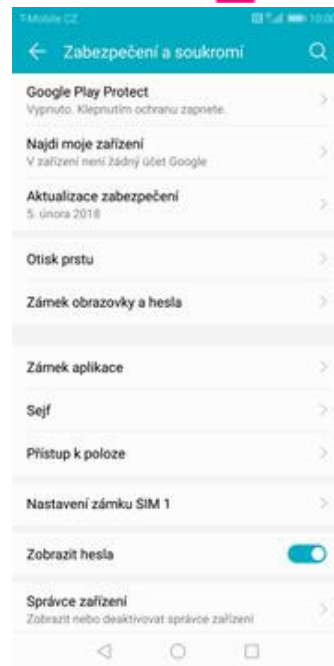 T-Mobile CZ 10:00
Zabezpečení a soukromí
Google Play Protect
Vypnuto. Klepnutím ochranu zapnete.
Najdi moje zařízení
V zařízení není žádný účet Google
Aktualizace zabezpečení
5. února 2018
Otisk prstu
Zámek obrazovky a hesla
Zámek aplikace
Sejf
Přístup k poloze
Nastavení zámku SIM 1
Zobrazit hesla
Správce zařízení
Zobrazit nebo deaktivovat správce zařízení